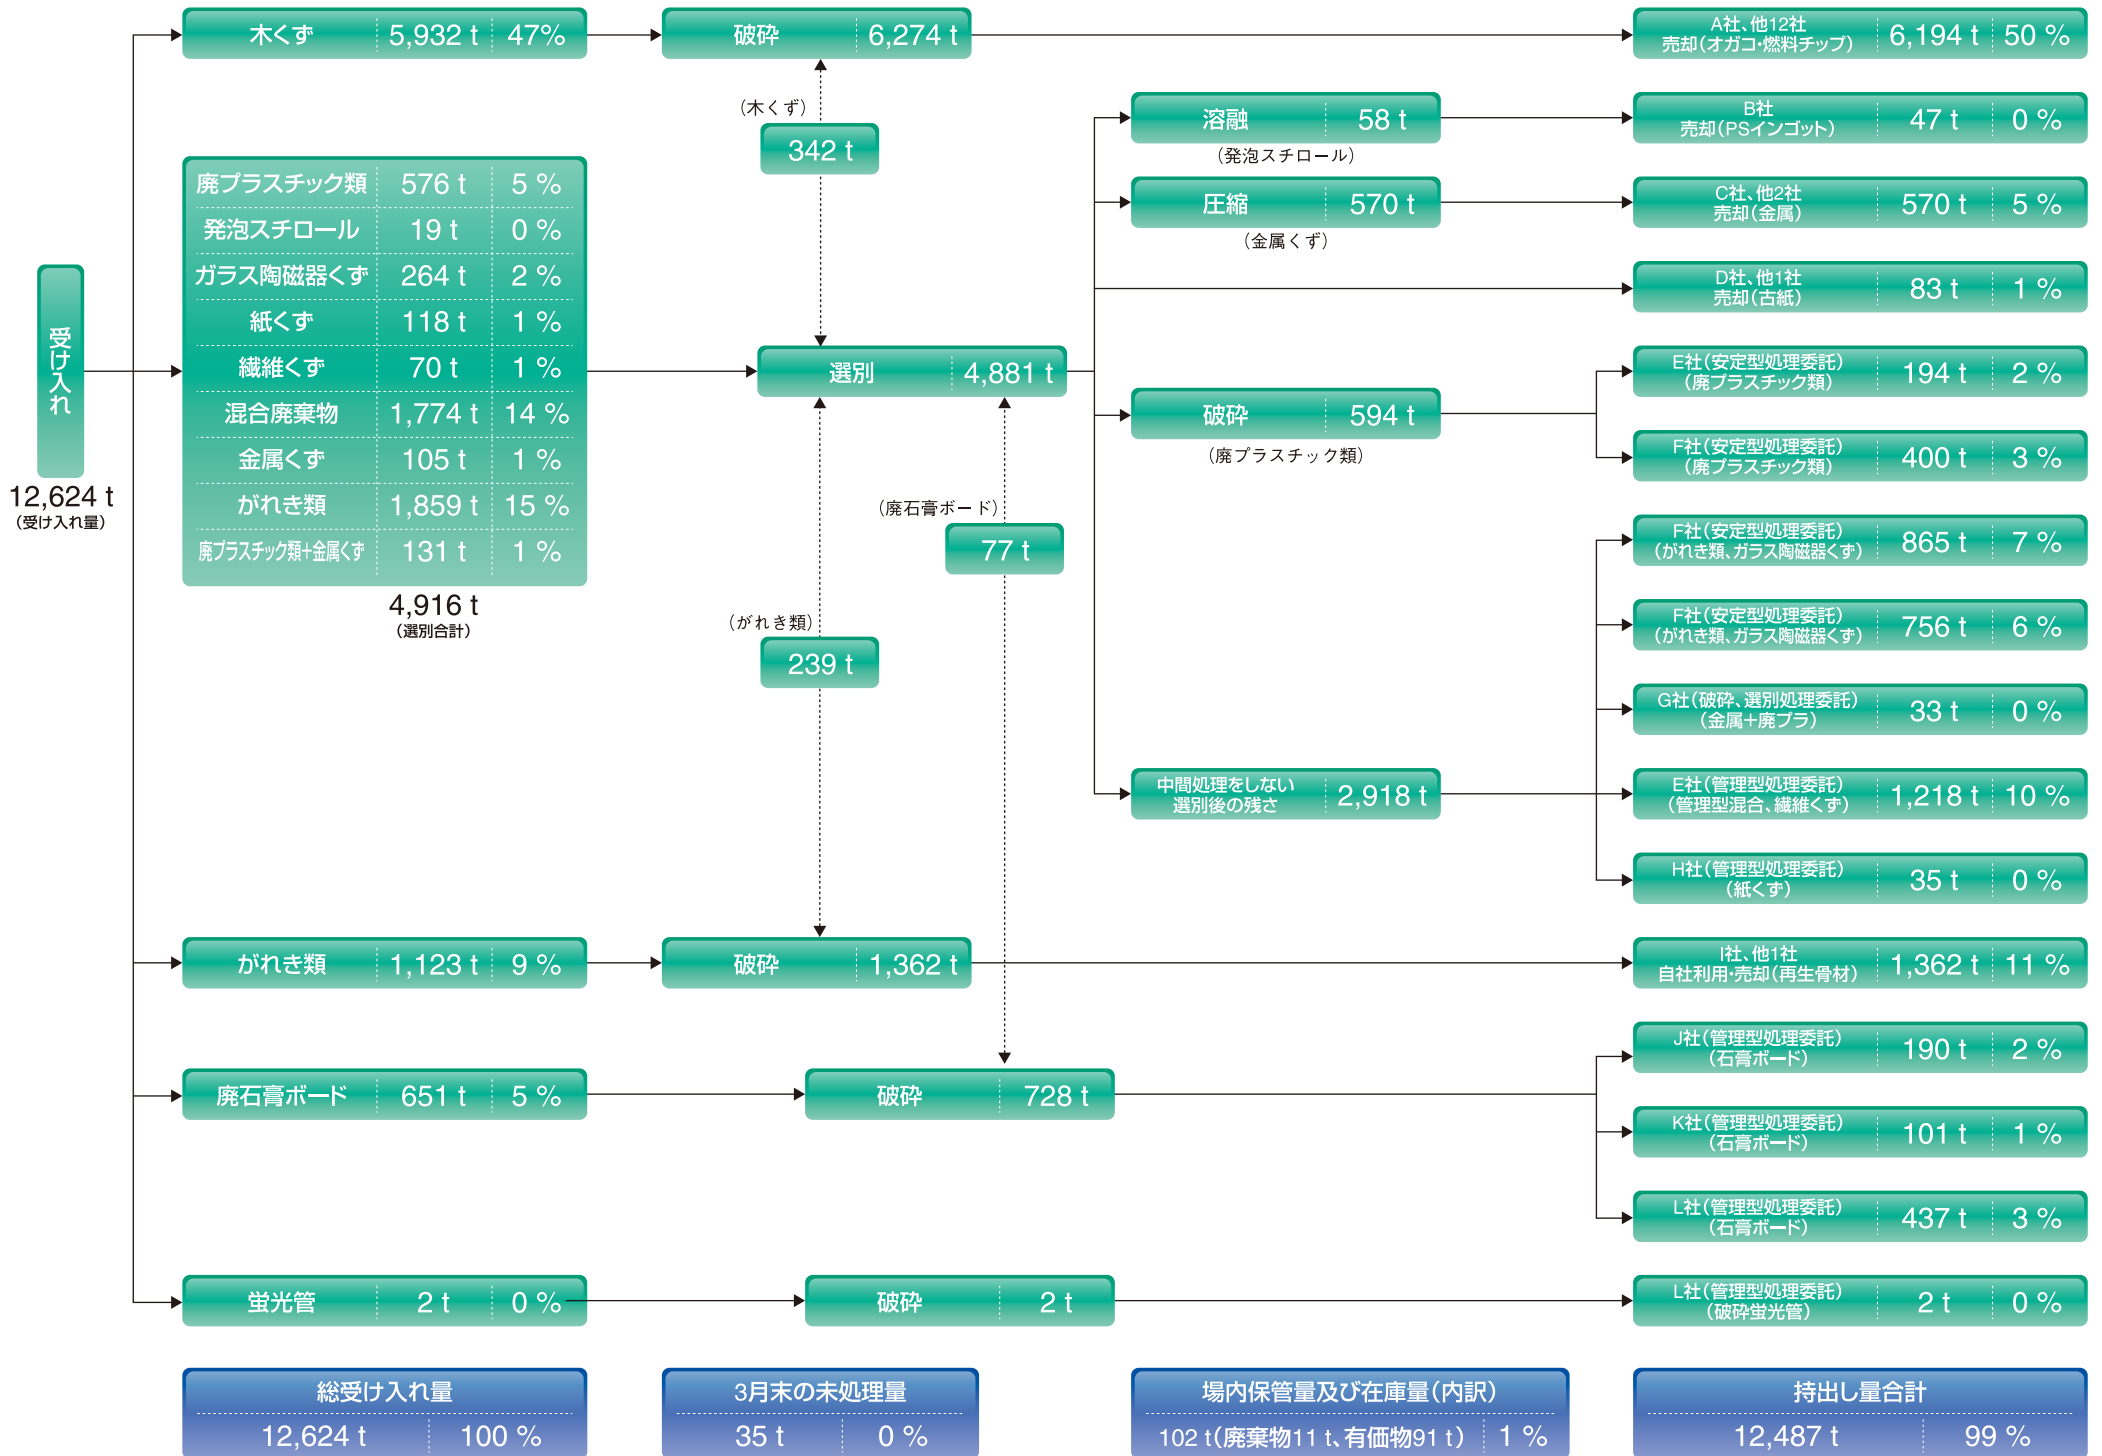 受け入れ
12,624 t
（受け入れ量）
木くず 5,932 t 47%
廃プラスチック類 576 t 5 %
発泡スチロール 19 t 0 %
ガラス陶磁器くず 264 t 2 %
紙くず 118 t 1 %
繊維くず 70 t 1 %
混合廃棄物 1,774 t 14 %
金属くず 105 t 1 %
がれき類 1,859 t 15 %
廃プラスチック類+金属くず 131 t 1 %
4,916 t
（選別合計）
がれき類 1,123 t 9 %
廃石膏ボード 651 t 5 %
蛍光管 2 t 0 %
破砕 6,274 t
（木くず）
342 t
選別 4,881 t
（廃石膏ボード）
77 t
（がれき類）
239 t
破砕 1,362 t
破砕 728 t
破砕 2 t
溶融 58 t
（発泡スチロール）
圧縮 570 t
（金属くず）
破砕 594 t
（廃プラスチック類）
中間処理をしない
選別後の残さ 2,918 t
A社、他12社
売却（オガコ・燃料チップ） 6,194 t 50 %
B社
売却（PSインゴット） 47 t 0 %
C社、他2社
売却（金属） 570 t 5 %
D社、他1社
売却（古紙） 83 t 1 %
E社（安定型処理委託）
（廃プラスチック類） 194 t 2 %
F社（安定型処理委託）
（廃プラスチック類） 400 t 3 %
F社（安定型処理委託）
（がれき類、ガラス陶磁器くず） 865 t 7 %
F社（安定型処理委託）
（がれき類、ガラス陶磁器くず） 756 t 6 %
G社（破砕、選別処理委託）
（金属+廃プラ） 33 t 0 %
E社（管理型処理委託）
（管理型混合、繊維くず） 1,218 t 10 %
H社（管理型処理委託）
（紙くず） 35 t 0 %
I社、他1社
自社利用・売却（再生骨材） 1,362 t 11 %
J社（管理型処理委託）
（石膏ボード） 190 t 2 %
K社（管理型処理委託）
（石膏ボード） 101 t 1 %
L社（管理型処理委託）
（石膏ボード） 437 t 3 %
L社（管理型処理委託）
（破砕蛍光管） 2 t 0 %
総受け入れ量
12,624 t 100 %
3月末の未処理量
35 t 0 %
場内保管量及び在庫量（内訳）
102 t（廃棄物11 t、有価物91 t） 1 %
持出し量合計
12,487 t 99 %